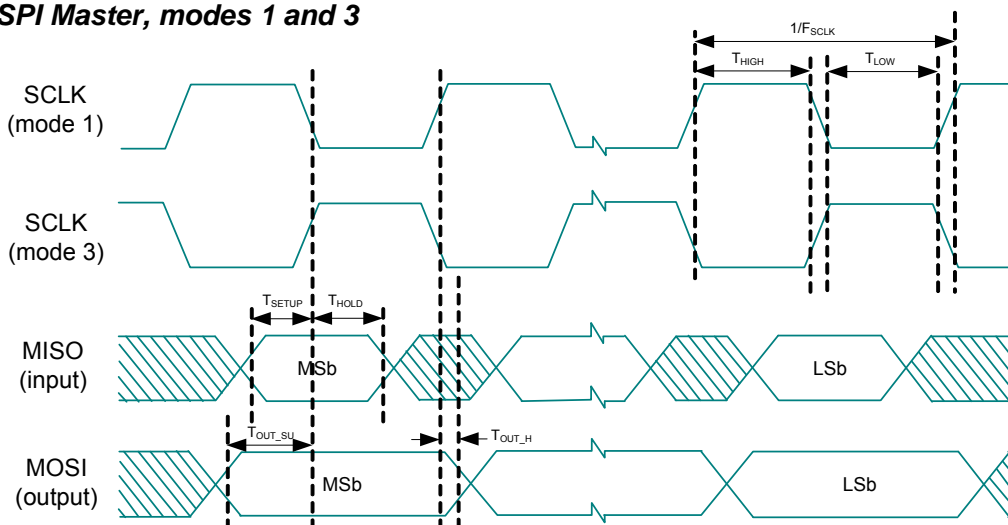 SPI Master, modes 1 and 3
1/FSCLK
THIGH
TLOW
SCLK
(mode 1)
SCLK
(mode 3)
TSETUP
THOLD
MISO
(input)
MSb
LSb
TOUT_SU
TOUT_H
MOSI
(output)
MSb
LSb